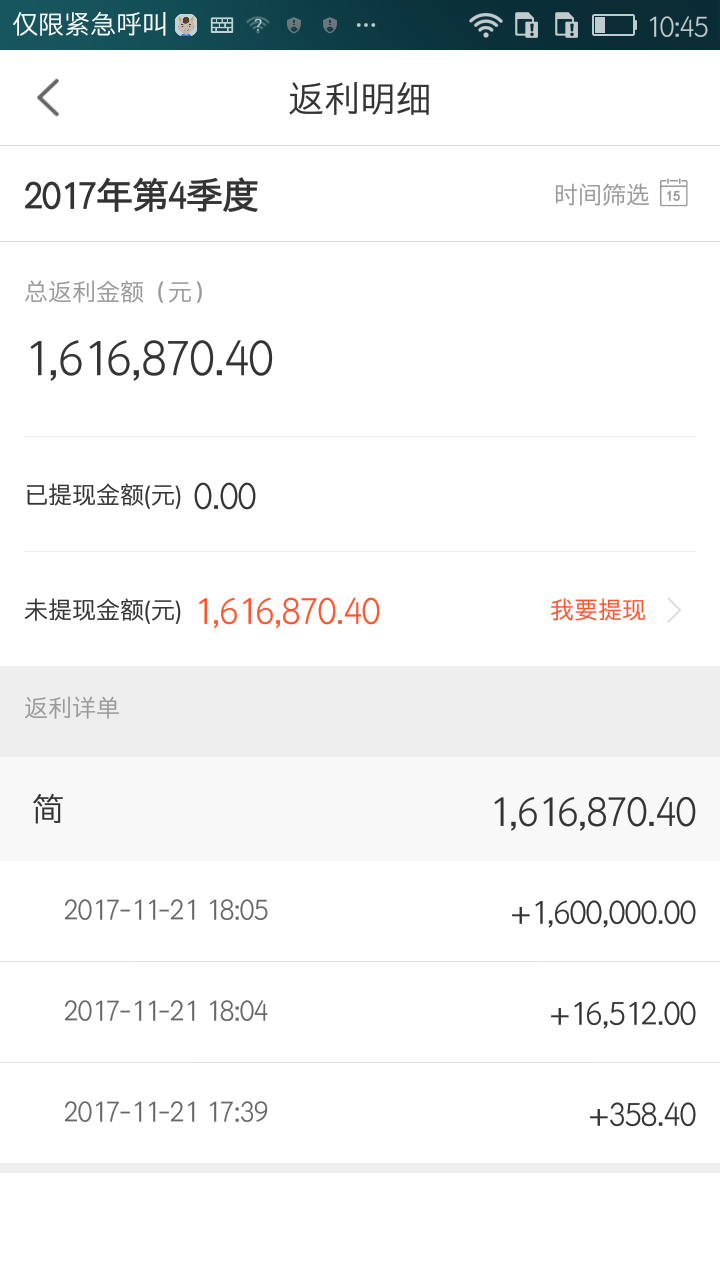 仅限紧急呼叫 ··· 10:45
返利明细
2017年第4季度 时间筛选 15
总返利金额（元）
1,616,870.40
已提现金额(元) 0.00
未提现金额(元) 1,616,870.40 我要提现
返利详单
简 1,616,870.40
2017-11-21 18:05 +1,600,000.00
2017-11-21 18:04 +16,512.00
2017-11-21 17:39 +358.40